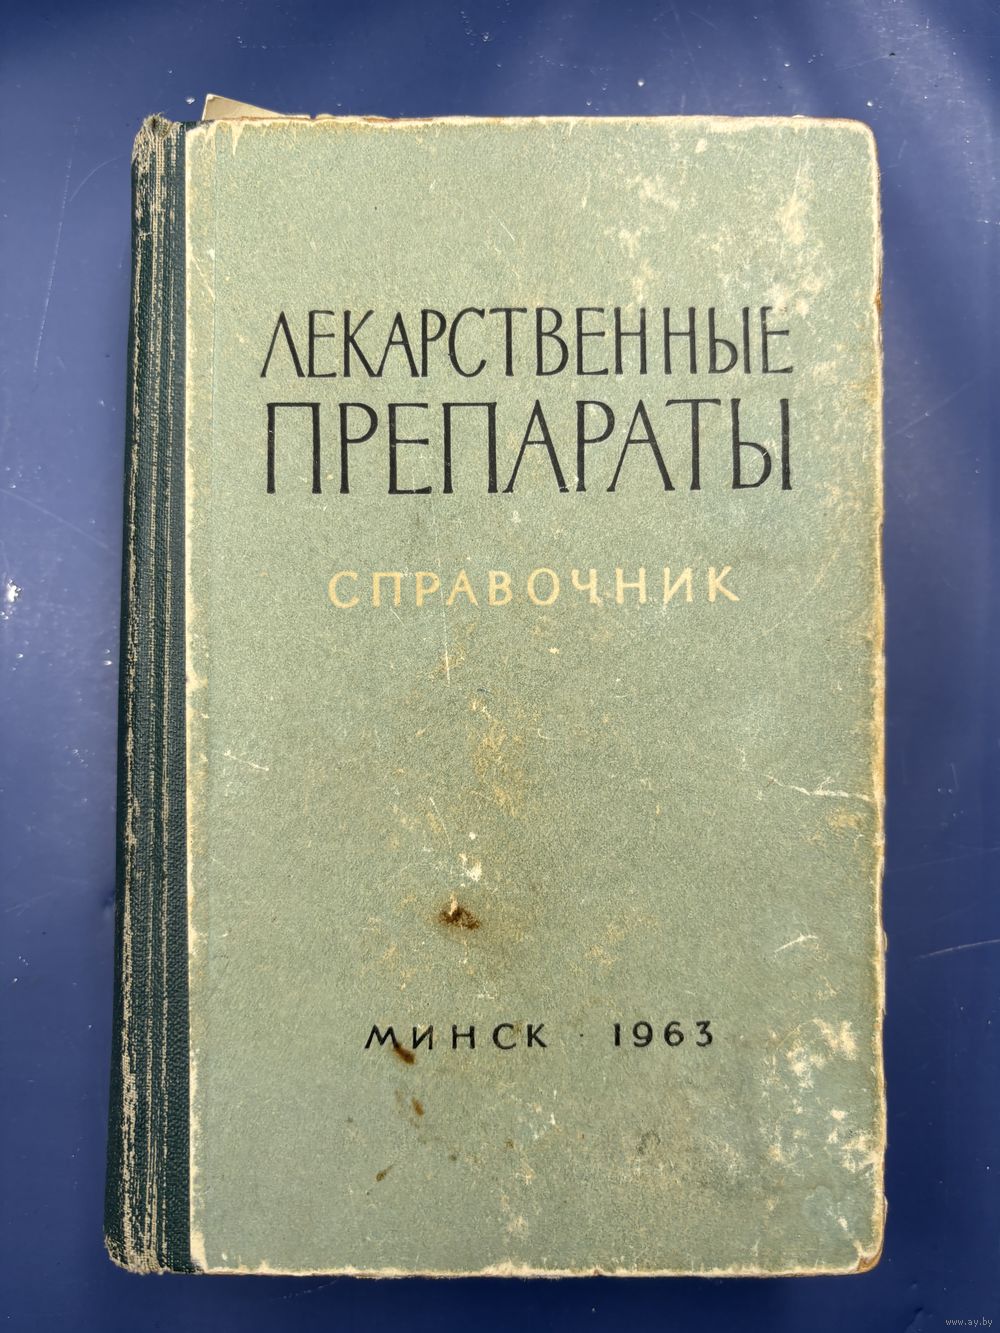 ЛЕКАРСТВЕННЫЕ
ПРЕПАРАТЫ
СПРАВОЧНИК
МИНСК · 1963
www.ay.by